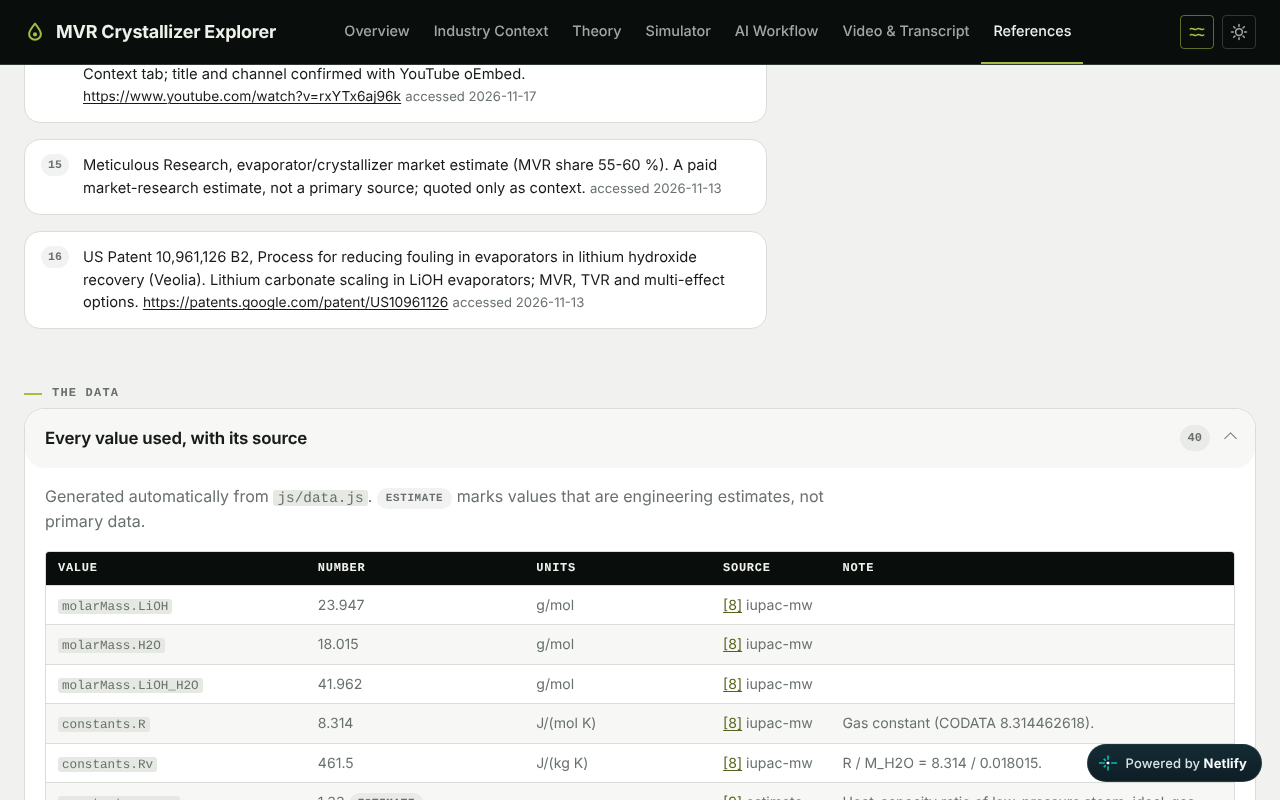 MVR Crystallizer Explorer
Overview
Industry Context
Theory
Simulator
AI Workflow
Video & Transcript
References
Context tab; title and channel confirmed with YouTube oEmbed.
https://www.youtube.com/watch?v=rxYTx6aj96k accessed 2026-11-17
15
Meticulous Research, evaporator/crystallizer market estimate (MVR share 55-60 %). A paid
market-research estimate, not a primary source; quoted only as context. accessed 2026-11-13
16
US Patent 10,961,126 B2, Process for reducing fouling in evaporators in lithium hydroxide
recovery (Veolia). Lithium carbonate scaling in LiOH evaporators; MVR, TVR and multi-effect
options. https://patents.google.com/patent/US10961126 accessed 2026-11-13
THE DATA
Every value used, with its source
40
Generated automatically from js/data.js. ESTIMATE marks values that are engineering estimates, not
primary data.
VALUE NUMBER UNITS SOURCE NOTE
molarMass.LiOH 23.947 g/mol [8] iupac-mw
molarMass.H2O 18.015 g/mol [8] iupac-mw
molarMass.LiOH_H2O 41.962 g/mol [8] iupac-mw
constants.R 8.314 J/(mol K) [8] iupac-mw Gas constant (CODATA 8.314462618).
constants.Rv 461.5 J/(kg K) [8] iupac-mw R / M_H2O = 8.314 / 0.018015.
Powered by Netlify